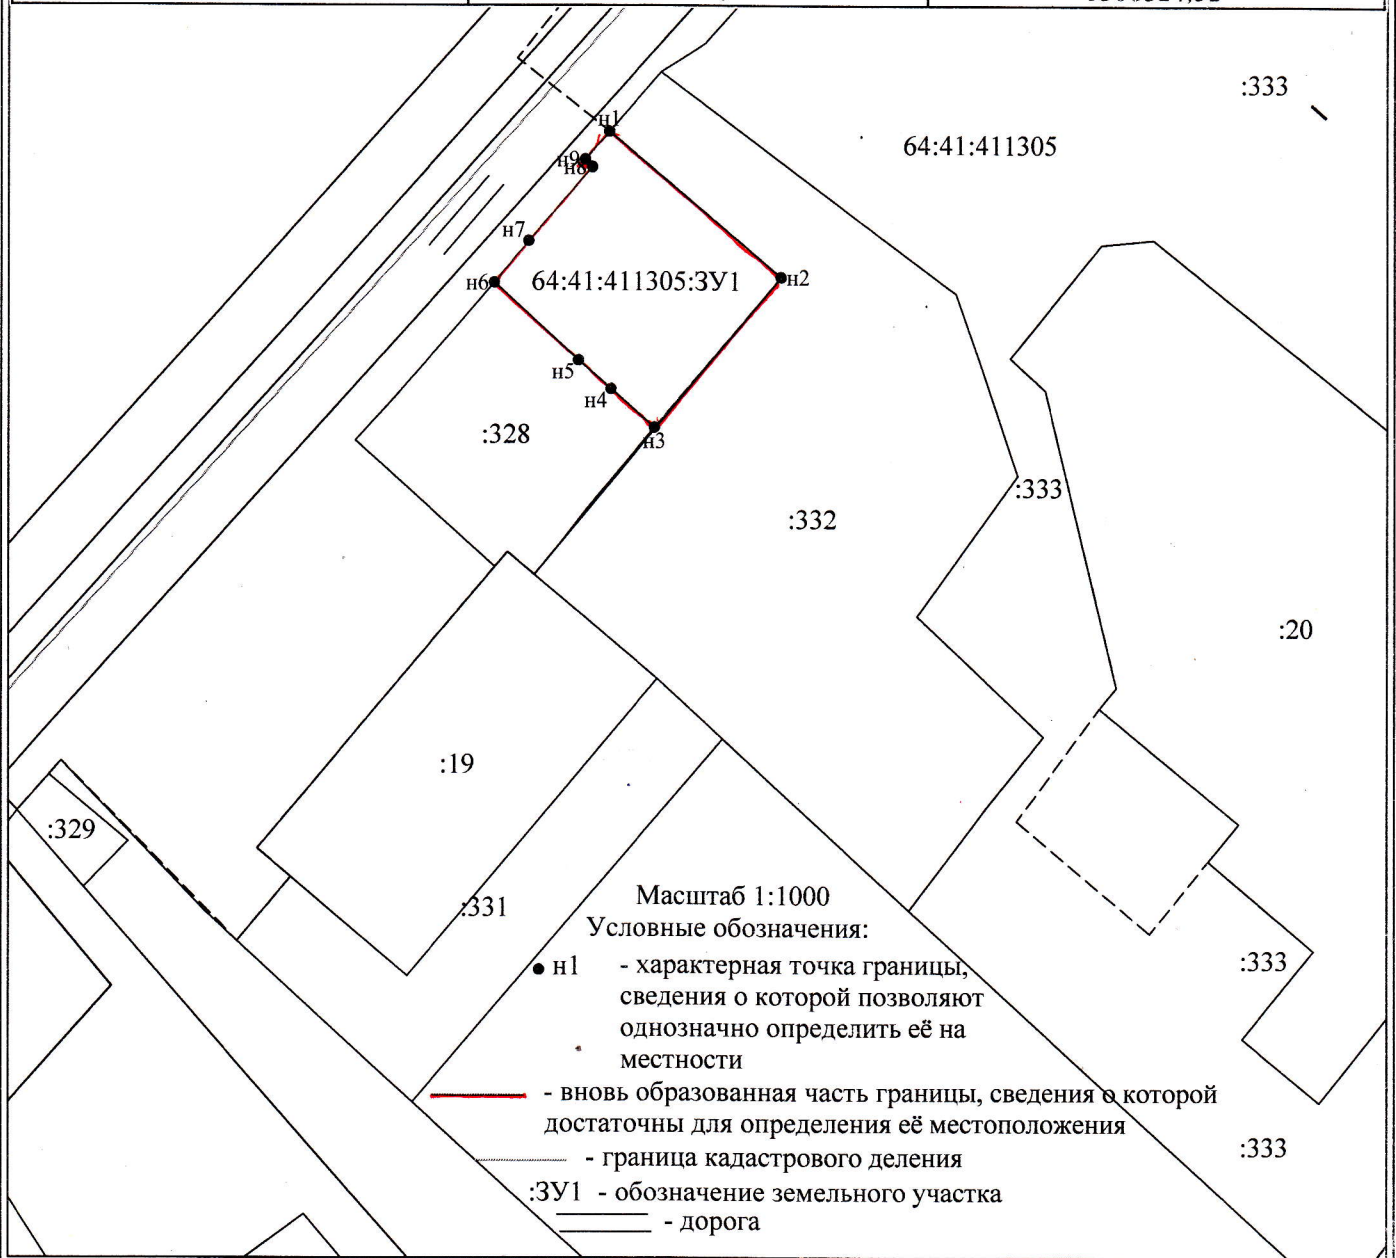 :333
64:41:411305
н1
н9
н8
н7
н6
64:41:411305:ЗУ1
н2
н5
н4
н3
:328
:333
:332
:20
:19
:329
:331
Масштаб 1:1000
Условные обозначения:
н1 - характерная точка границы,
сведения о которой позволяют
однозначно определить её на
местности
- вновь образованная часть границы, сведения о которой
достаточны для определения её местоположения
- граница кадастрового деления
:ЗУ1 - обозначение земельного участка
- дорога
:333
:333